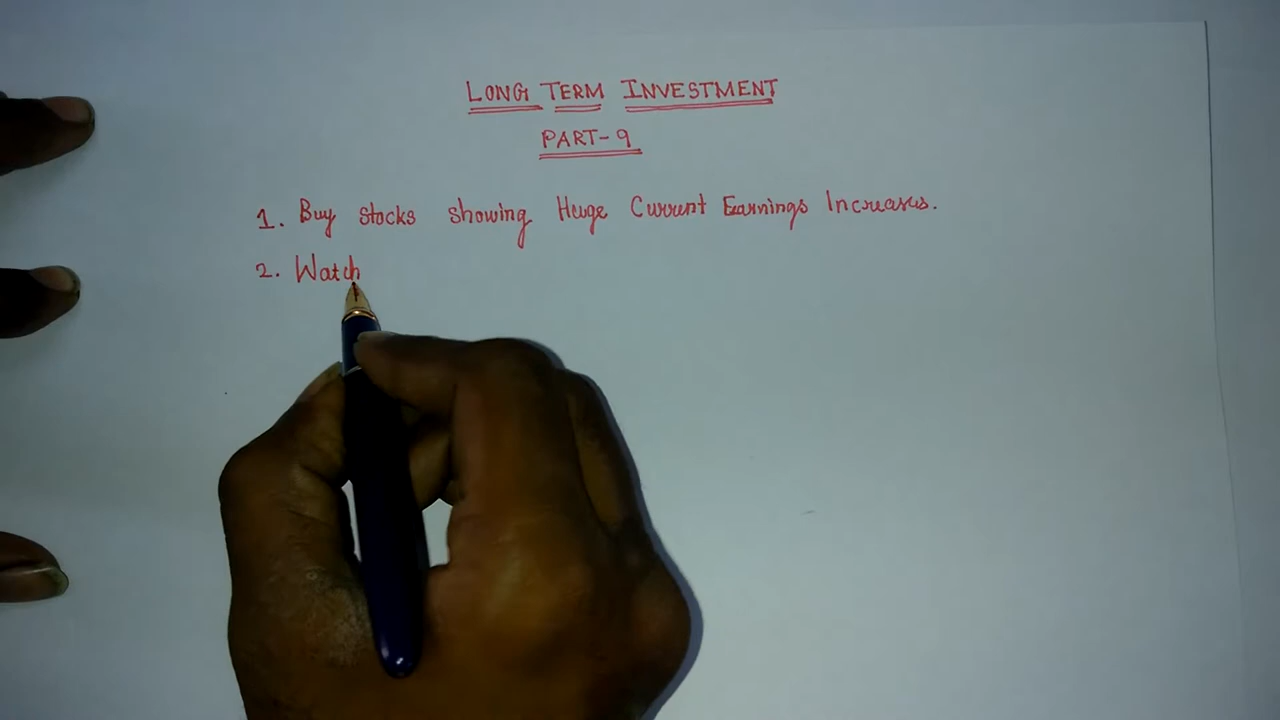 LONG TERM INVESTMENT
PART-9
1. Buy stocks showing Huge Current Earnings Increases.
2. Watch